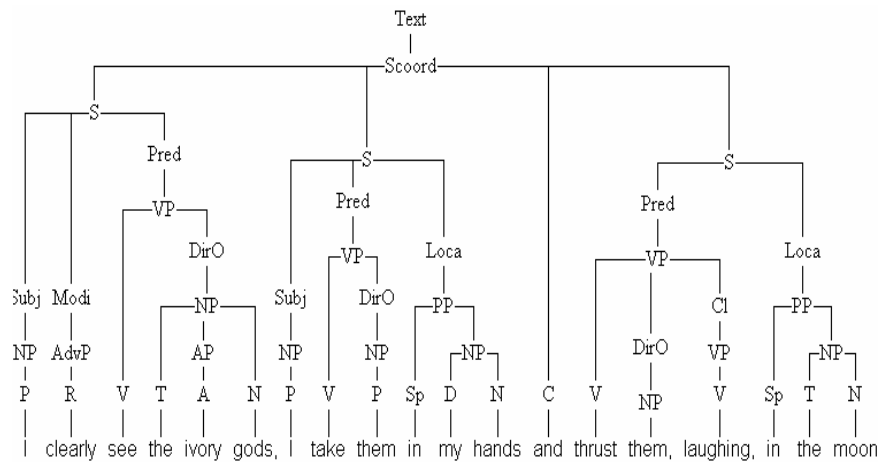 Text
Scoord
S
Pred
S
S
VP
Pred
Pred
DirO
VP
Loca
VP
Loca
Subj Modi
NP
Subj
DirO
PP
Cl
PP
NP AdvP
AP
NP
NP
NP
DirO
VP
NP
P R V T A N P V P Sp D N C V NP V Sp T N
I clearly see the ivory gods, I take them in my hands and thrust them, laughing, in the moon